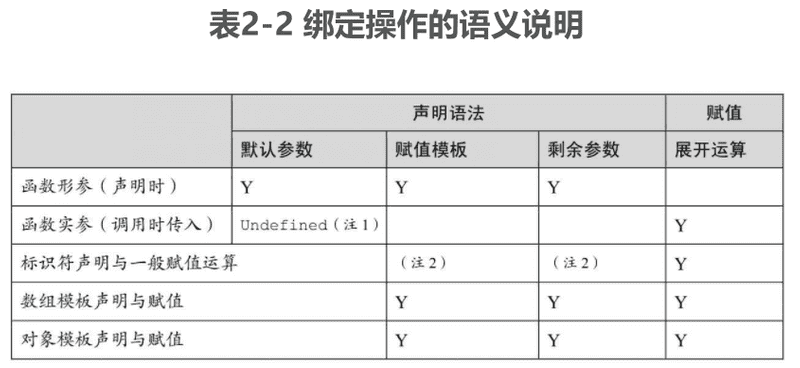 表2-2 绑定操作的语义说明
声明语法 赋值
默认参数 赋值模板 剩余参数 展开运算
函数形参（声明时） Y Y Y
函数实参（调用时传入） Undefined（注1） Y
标识符声明与一般赋值运算 （注2） （注2） Y
数组模板声明与赋值 Y Y Y
对象模板声明与赋值 Y Y Y